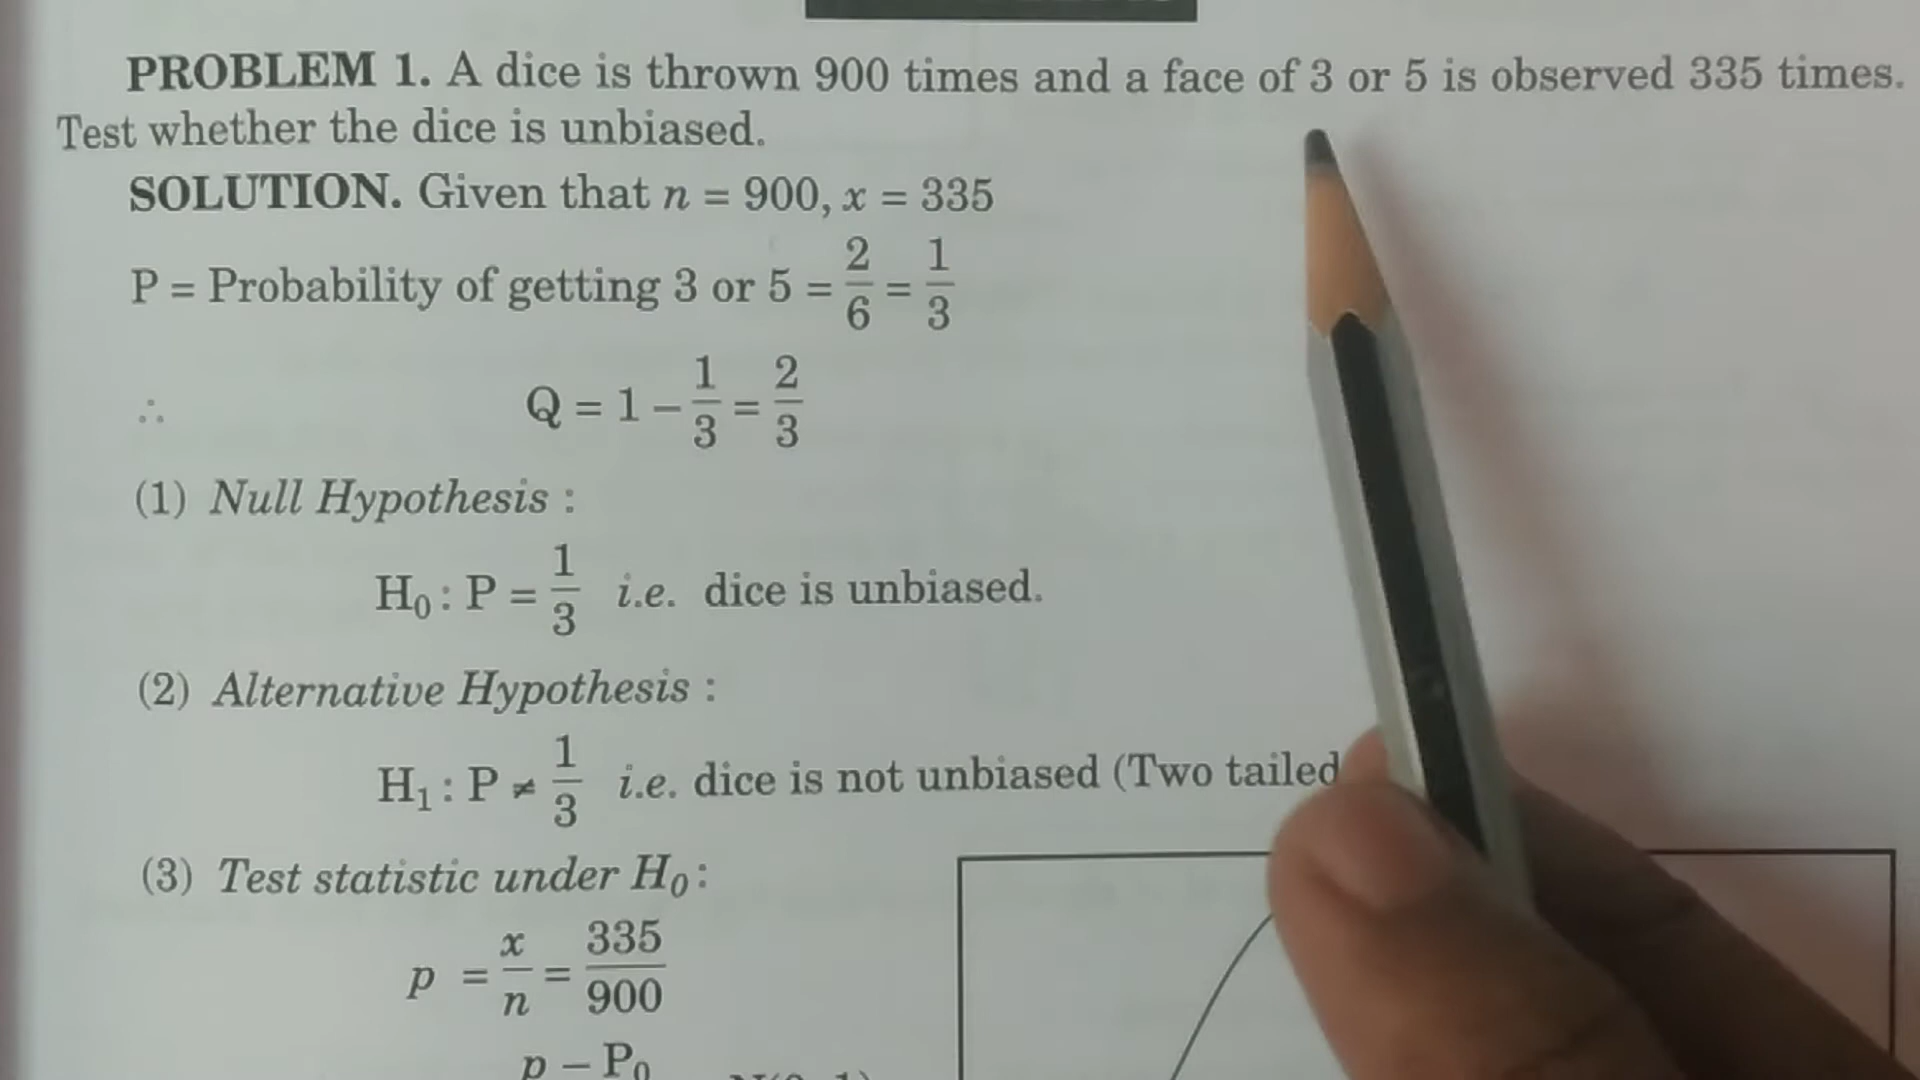 PROBLEM 1. A dice is thrown 900 times and a face of 3 or 5 is observed 335 times.
Test whether the dice is unbiased.
SOLUTION. Given that n = 900, x = 335
P = Probability of getting 3 or 5 = 2/6 = 1/3
∴ Q = 1 – 1/3 = 2/3
(1) Null Hypothesis :
H₀ : P = 1/3 i.e. dice is unbiased.
(2) Alternative Hypothesis :
H₁ : P ≠ 1/3 i.e. dice is not unbiased (Two tailed
(3) Test statistic under H₀ :
p = x/n = 335/900
p – P₀